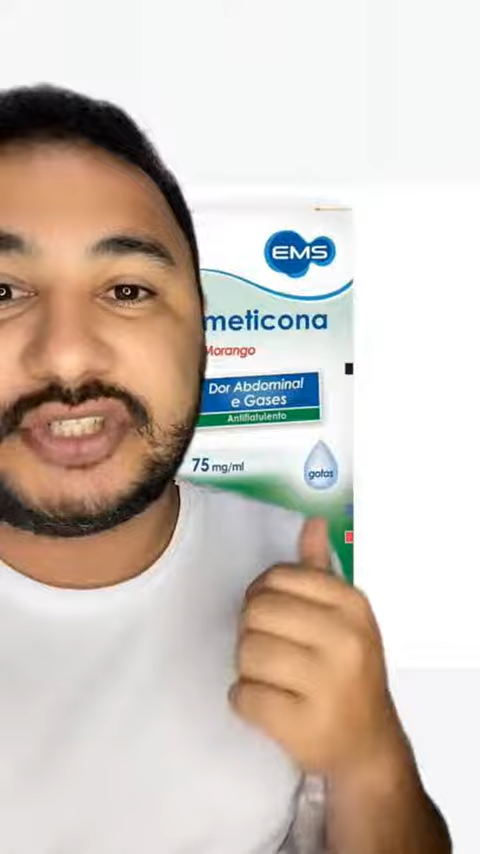 EMS
meticona
Morango
Dor Abdominal
e Gases
Antiflatulento
75 mg/ml
gotas